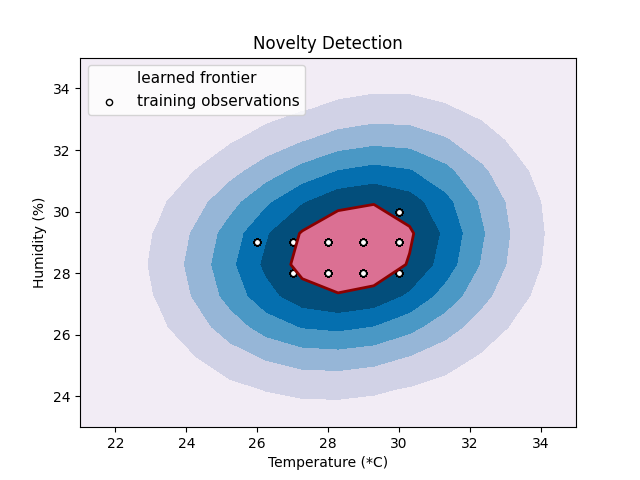 Novelty Detection
learned frontier
training observations
34
32
30
28
26
24
Humidity (%)
22 24 26 28 30 32 34
Temperature (*C)